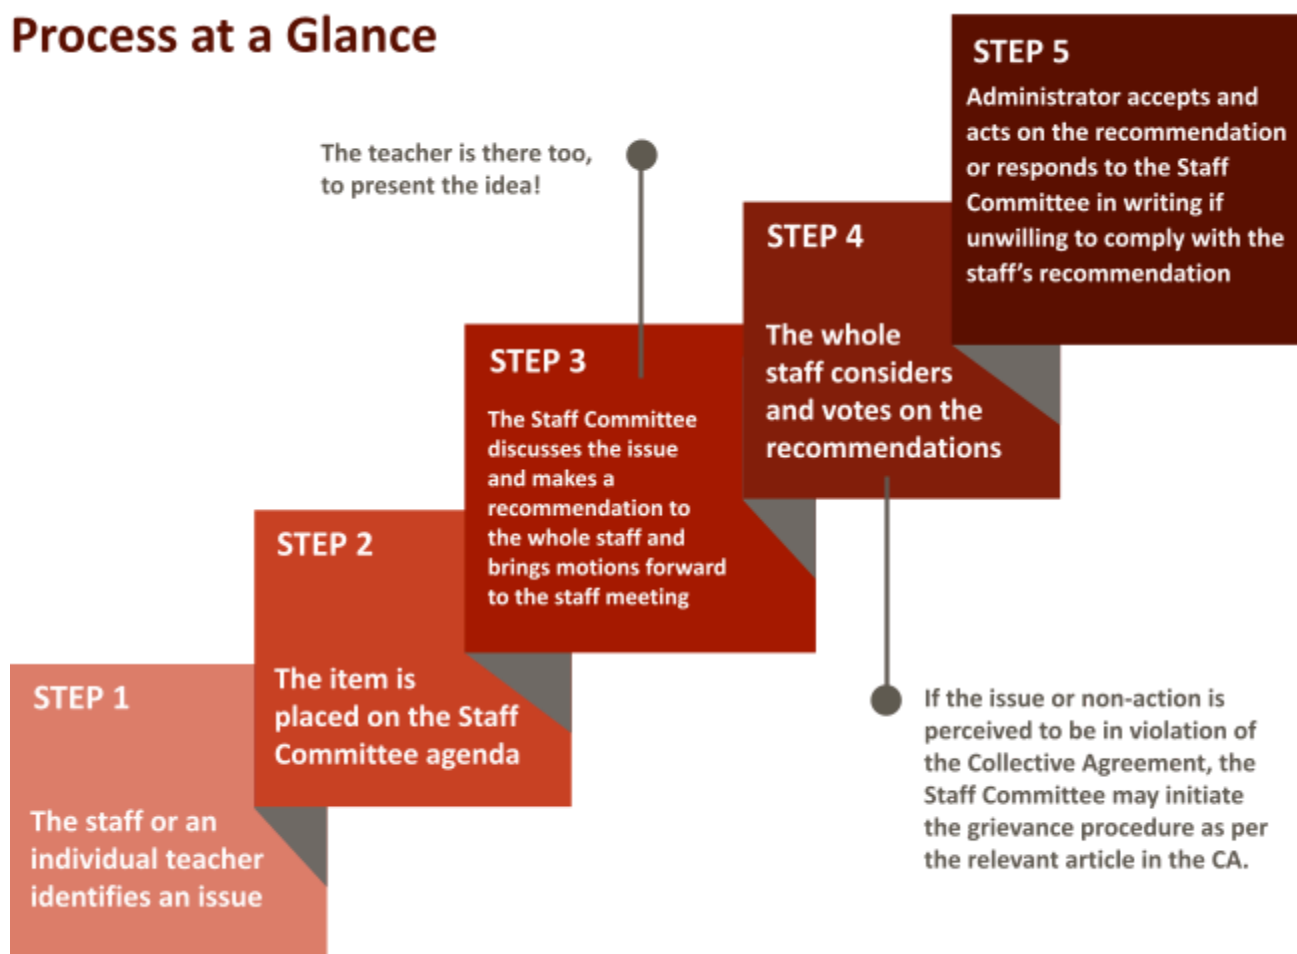 Process at a Glance
STEP 1
The staff or an
individual teacher
identifies an issue
STEP 2
The item is
placed on the Staff
Committee agenda
STEP 3
The Staff Committee
discusses the issue
and makes a
recommendation to
the whole staff and
brings motions forward
to the staff meeting
The teacher is there too,
to present the idea!
STEP 4
The whole
staff considers
and votes on the
recommendations
If the issue or non-action is
perceived to be in violation of
the Collective Agreement, the
Staff Committee may initiate
the grievance procedure as per
the relevant article in the CA.
STEP 5
Administrator accepts and
acts on the recommendation
or responds to the Staff
Committee in writing if
unwilling to comply with the
staff's recommendation